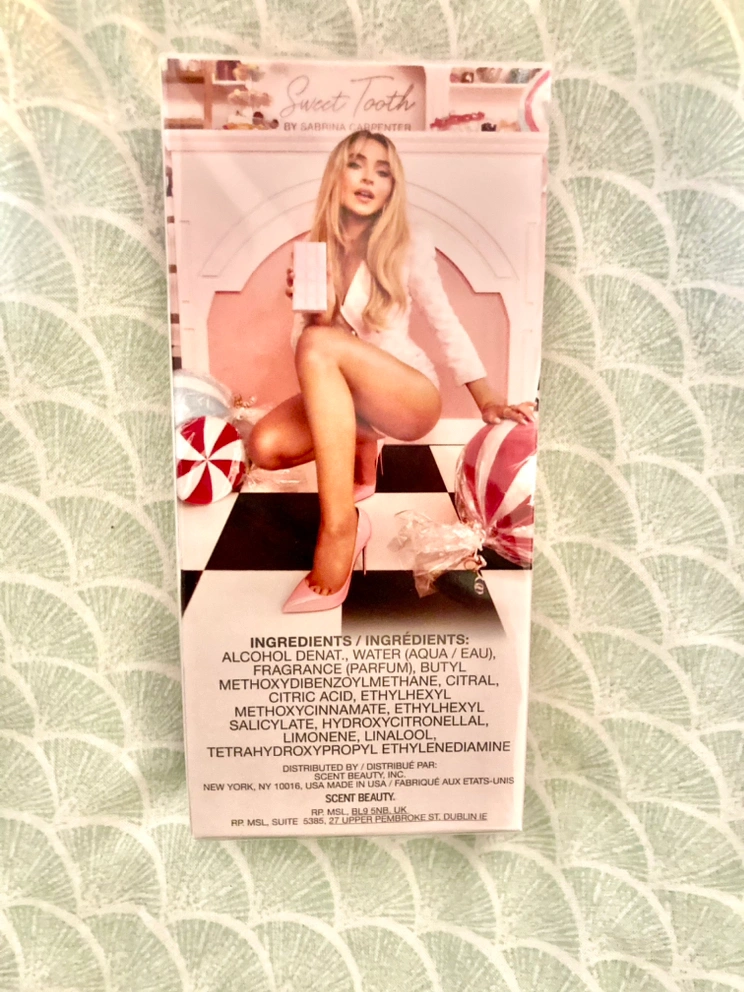 Sweet Tooth
BY SABRINA CARPENTER
INGREDIENTS / INGRÉDIENTS:
ALCOHOL DENAT., WATER (AQUA / EAU),
FRAGRANCE (PARFUM), BUTYL
METHOXYDIBENZOYLMETHANE, CITRAL,
CITRIC ACID, ETHYLHEXYL
METHOXYCINNAMATE, ETHYLHEXYL
SALICYLATE, HYDROXYCITRONELLAL,
LIMONENE, LINALOOL,
TETRAHYDROXYPROPYL ETHYLENEDIAMINE
DISTRIBUTED BY / DISTRIBUÉ PAR:
SCENT BEAUTY, INC.
NEW YORK, NY 10016, USA MADE IN USA / FABRIQUÉ AUX ETATS-UNIS
SCENT BEAUTY.
RP. MSL, BL9 5NB, UK
RP. MSL, SUITE 5385, 27 UPPER PEMBROKE ST. DUBLIN IE